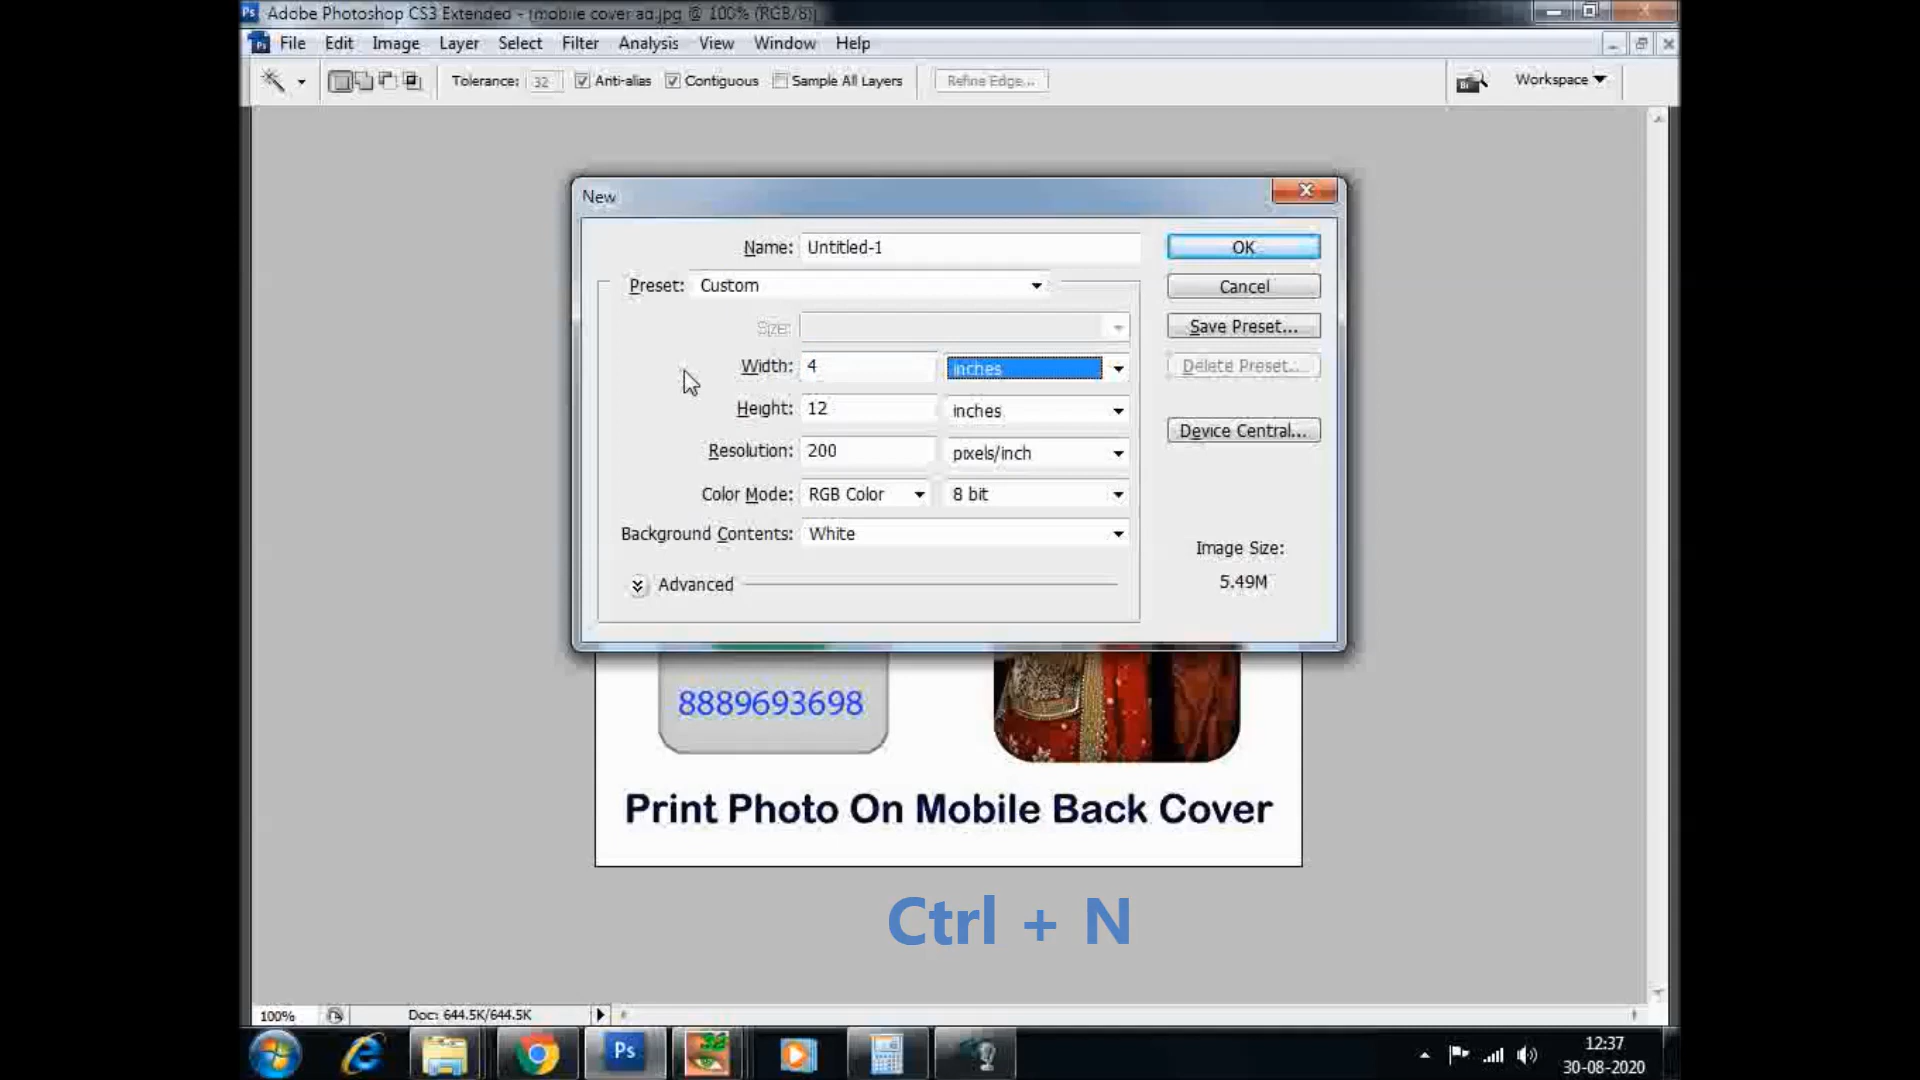 Ps Adobe Photoshop CS3 Extended - [mobile cover ad.jpg @ 100% (RGB/8)]
Ps File Edit Image Layer Select Filter Analysis View Window Help
Tolerance: 32 Anti-alias Contiguous Sample All Layers Refine Edge... Br Workspace
New
Name: Untitled-1 OK
Preset: Custom Cancel
Size: Save Preset...
Width: 4 inches Delete Preset...
Height: 12 inches
Device Central...
Resolution: 200 pixels/inch
Color Mode: RGB Color 8 bit
Background Contents: White
Image Size:
Advanced 5.49M
8889693698
Print Photo On Mobile Back Cover
Ctrl + N
100% Doc: 644.5K/644.5K
Ps 12:37
30-08-2020